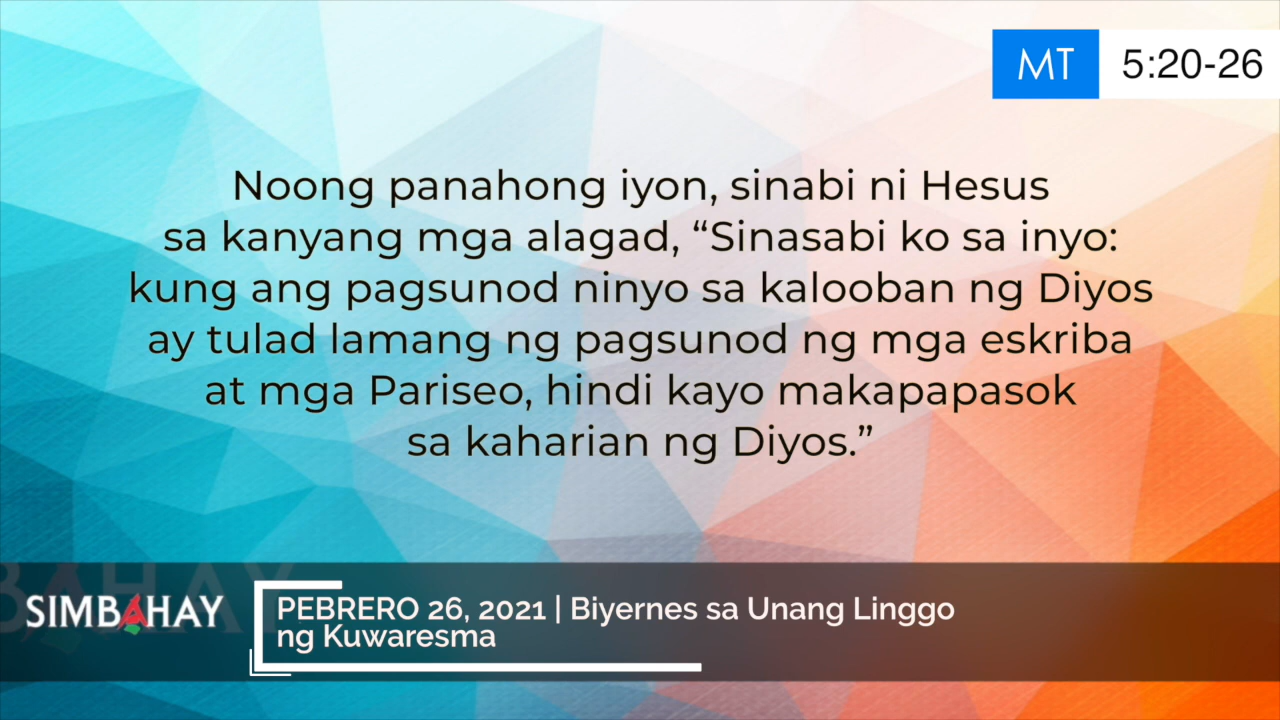 MT 5:20-26
Noong panahong iyon, sinabi ni Hesus
sa kanyang mga alagad, “Sinasabi ko sa inyo:
kung ang pagsunod ninyo sa kalooban ng Diyos
ay tulad lamang ng pagsunod ng mga eskriba
at mga Pariseo, hindi kayo makapapasok
sa kaharian ng Diyos.”
SIMBAHAY
PEBRERO 26, 2021 | Biyernes sa Unang Linggo
ng Kuwaresma